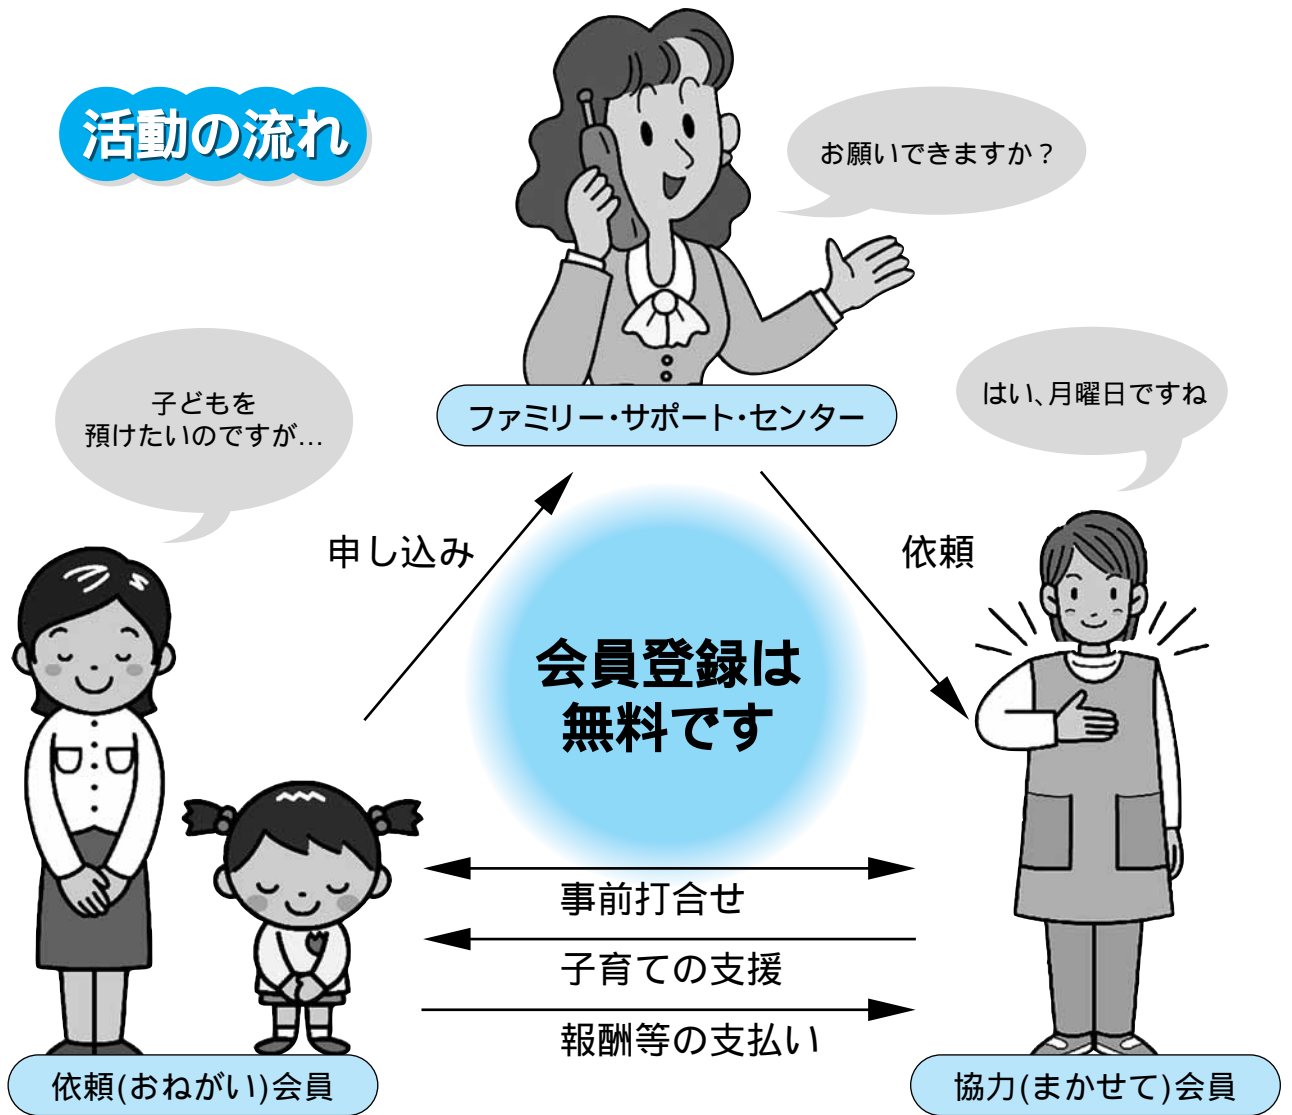 活動の流れ
お願いできますか？
ファミリー・サポート・センター
子どもを
預けたいのですが…
はい、月曜日ですね
申し込み
依頼
会員登録は
無料です
事前打合せ
子育ての支援
報酬等の支払い
依頼(おねがい)会員
協力(まかせて)会員